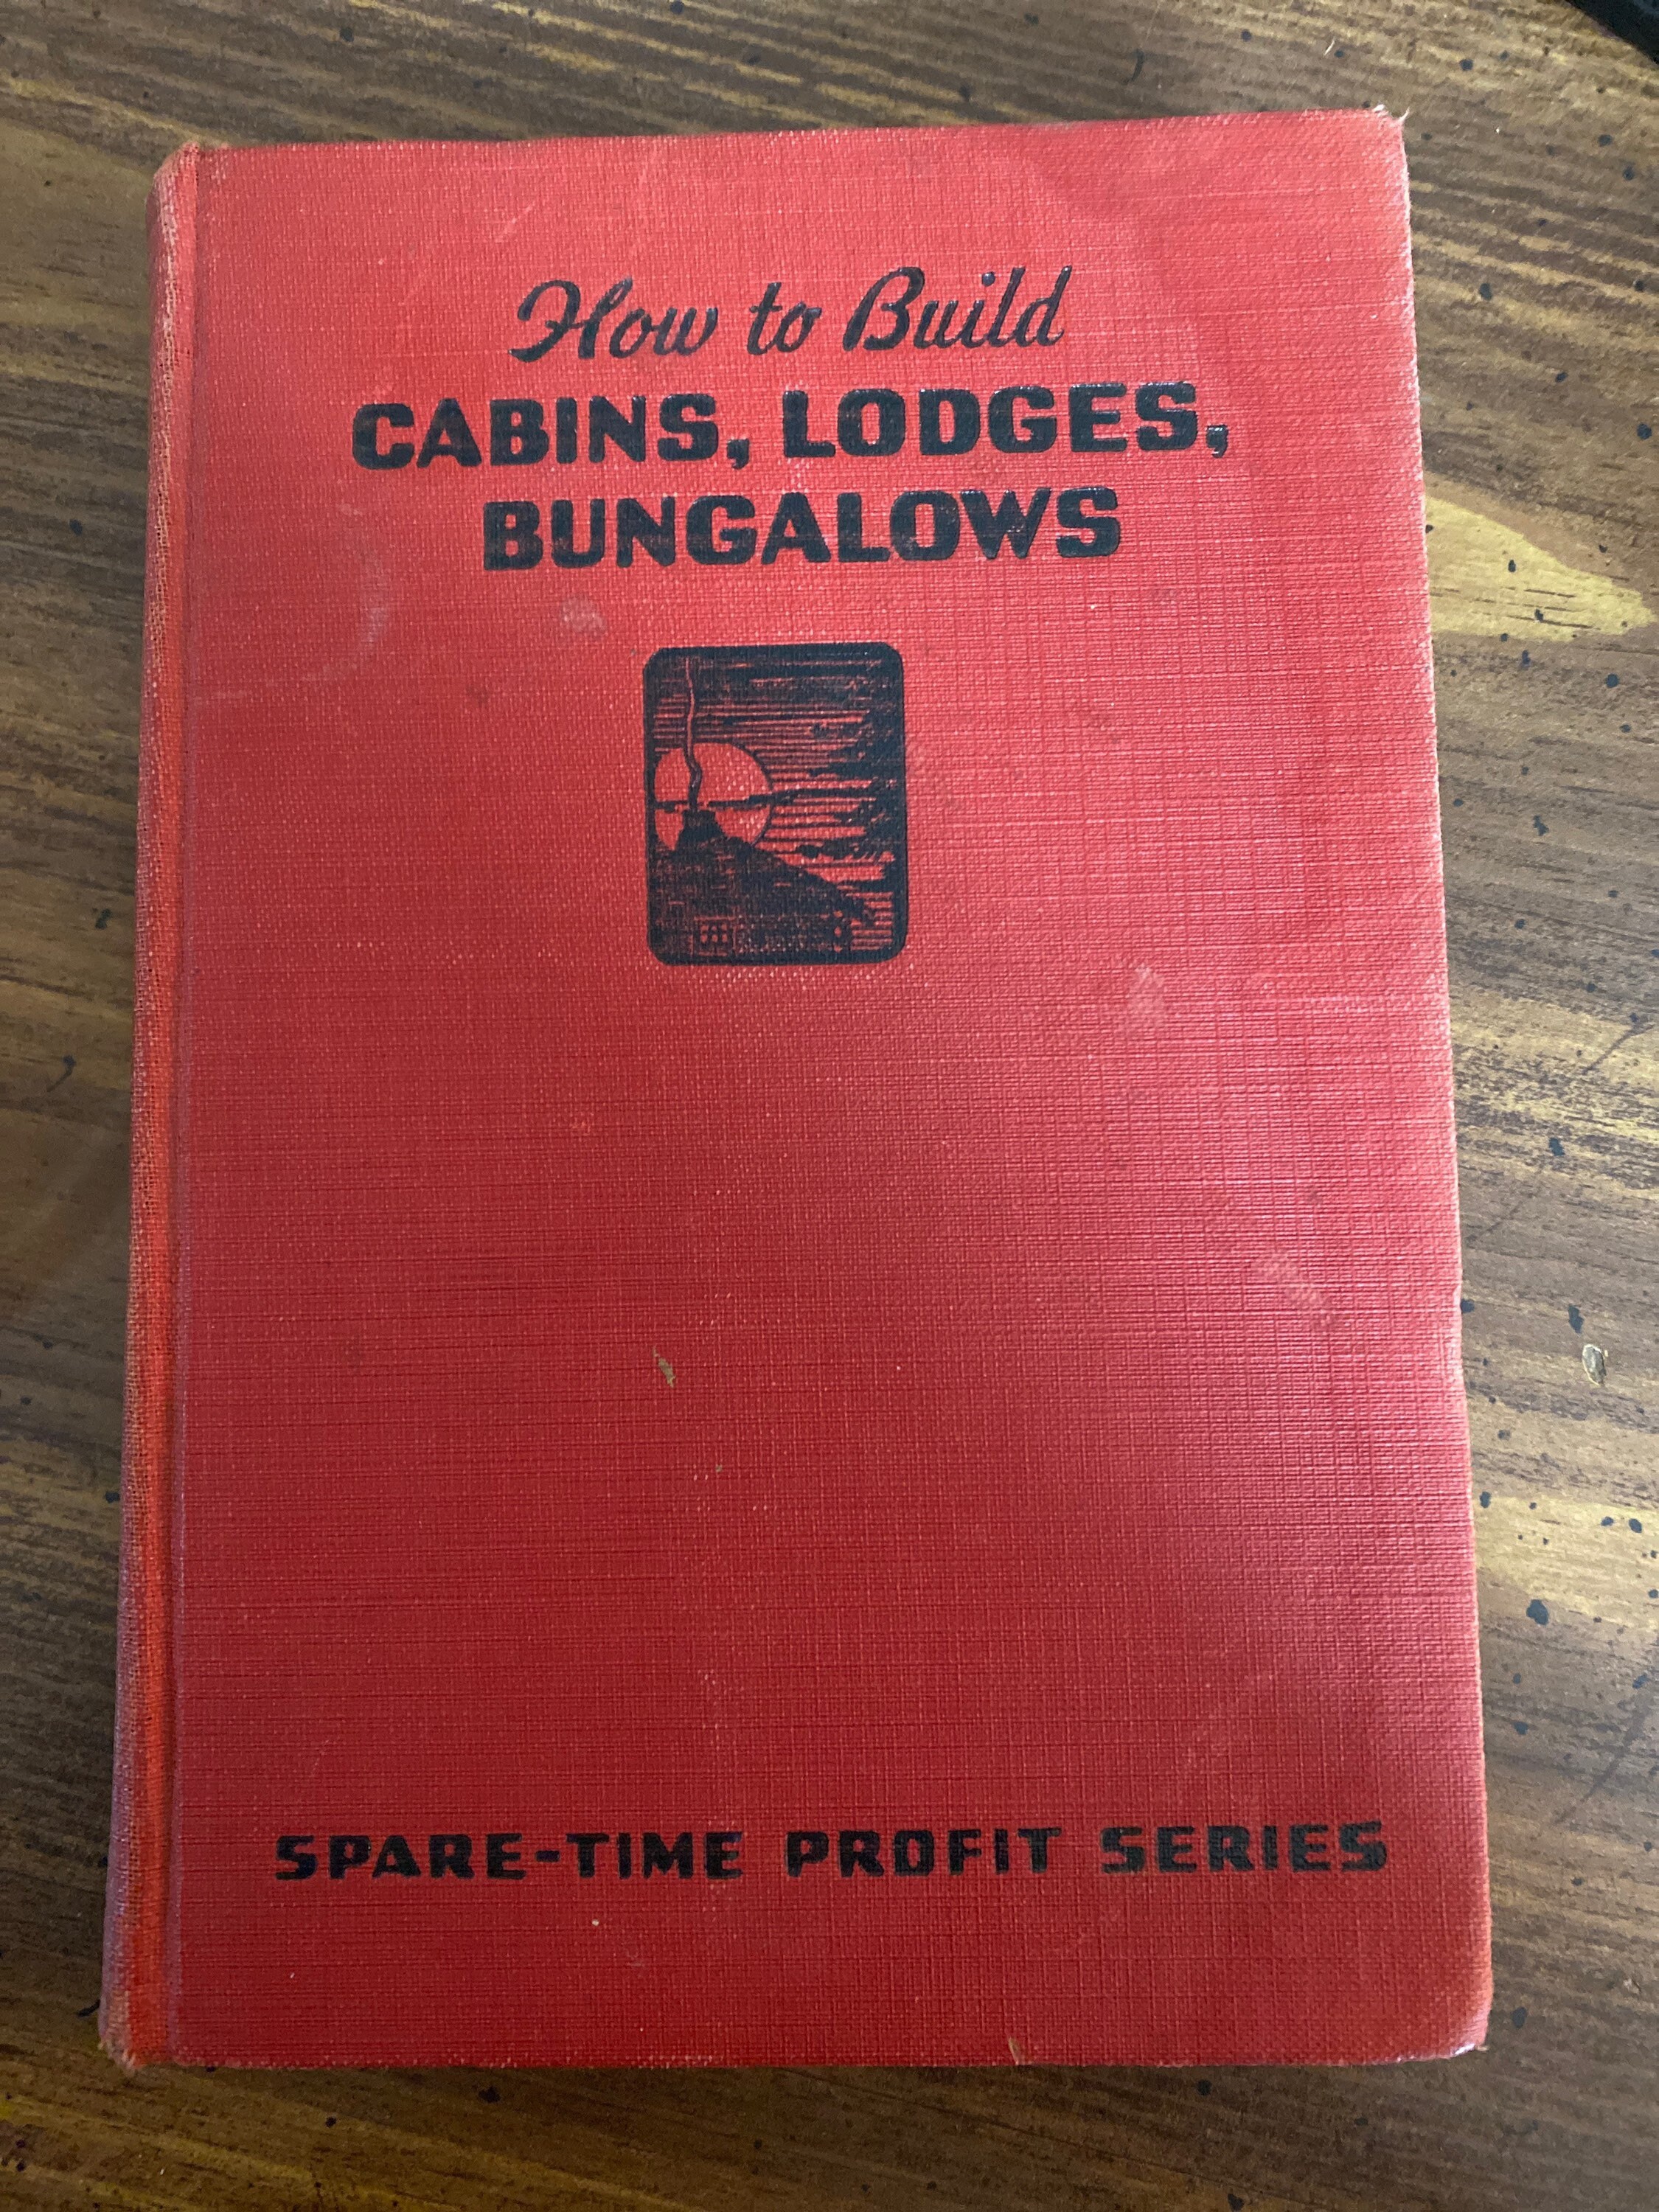 How to Build
CABINS, LODGES,
BUNGALOWS
SPARE-TIME PROFIT SERIES